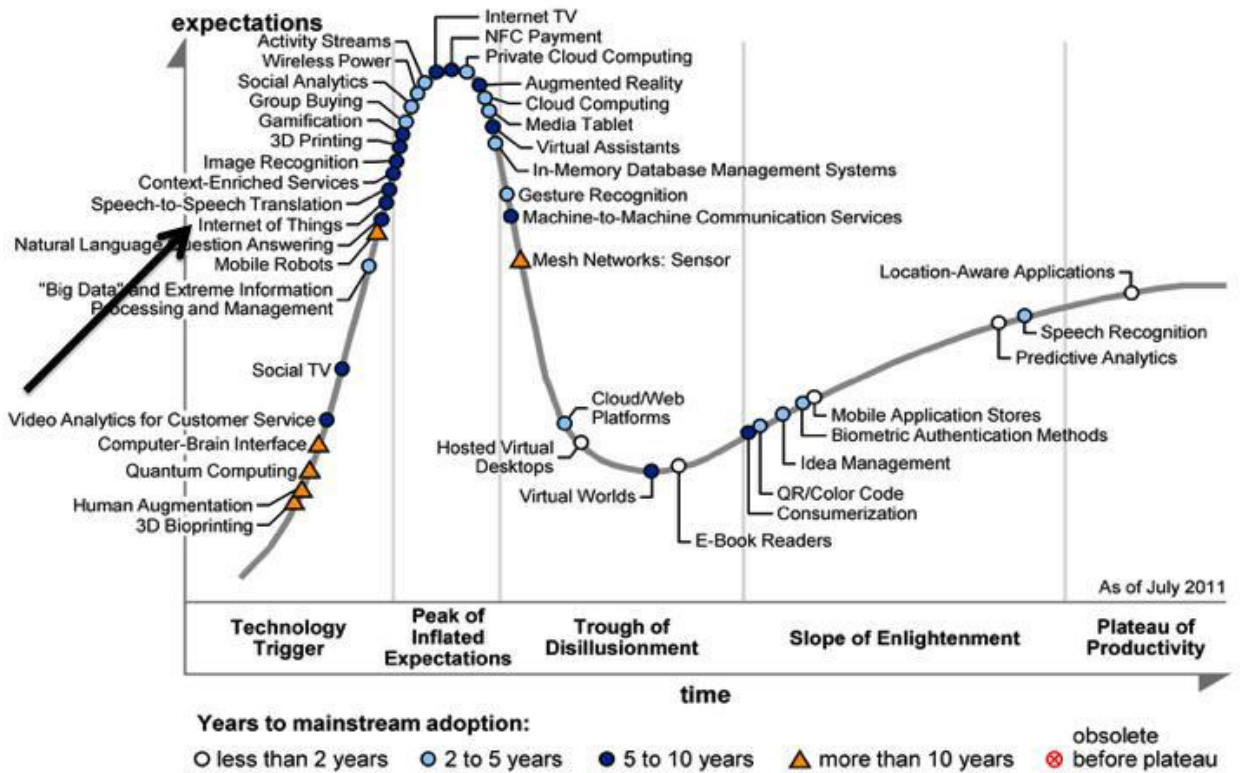 expectations
Activity Streams
Wireless Power
Social Analytics
Group Buying
Gamification
3D Printing
Image Recognition
Context-Enriched Services
Speech-to-Speech Translation
Internet of Things
Natural Language Question Answering
Mobile Robots
"Big Data" and Extreme Information
Processing and Management
Social TV
Video Analytics for Customer Service
Computer-Brain Interface
Quantum Computing
Human Augmentation
3D Bioprinting
Internet TV
NFC Payment
Private Cloud Computing
Augmented Reality
Cloud Computing
Media Tablet
Virtual Assistants
In-Memory Database Management Systems
Gesture Recognition
Machine-to-Machine Communication Services
Mesh Networks: Sensor
Cloud/Web
Platforms
Hosted Virtual
Desktops
Virtual Worlds
E-Book Readers
Location-Aware Applications
Speech Recognition
Predictive Analytics
Mobile Application Stores
Biometric Authentication Methods
Idea Management
QR/Color Code
Consumerization
As of July 2011
Technology
Trigger
Peak of
Inflated
Expectations
Trough of
Disillusionment
Slope of Enlightenment
Plateau of
Productivity
time
Years to mainstream adoption:
less than 2 years
2 to 5 years
5 to 10 years
more than 10 years
obsolete
before plateau